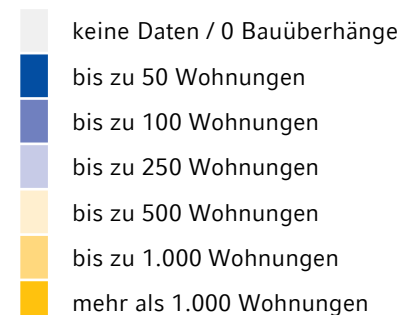 keine Daten / 0 Bauüberhänge
bis zu 50 Wohnungen
bis zu 100 Wohnungen
bis zu 250 Wohnungen
bis zu 500 Wohnungen
bis zu 1.000 Wohnungen
mehr als 1.000 Wohnungen